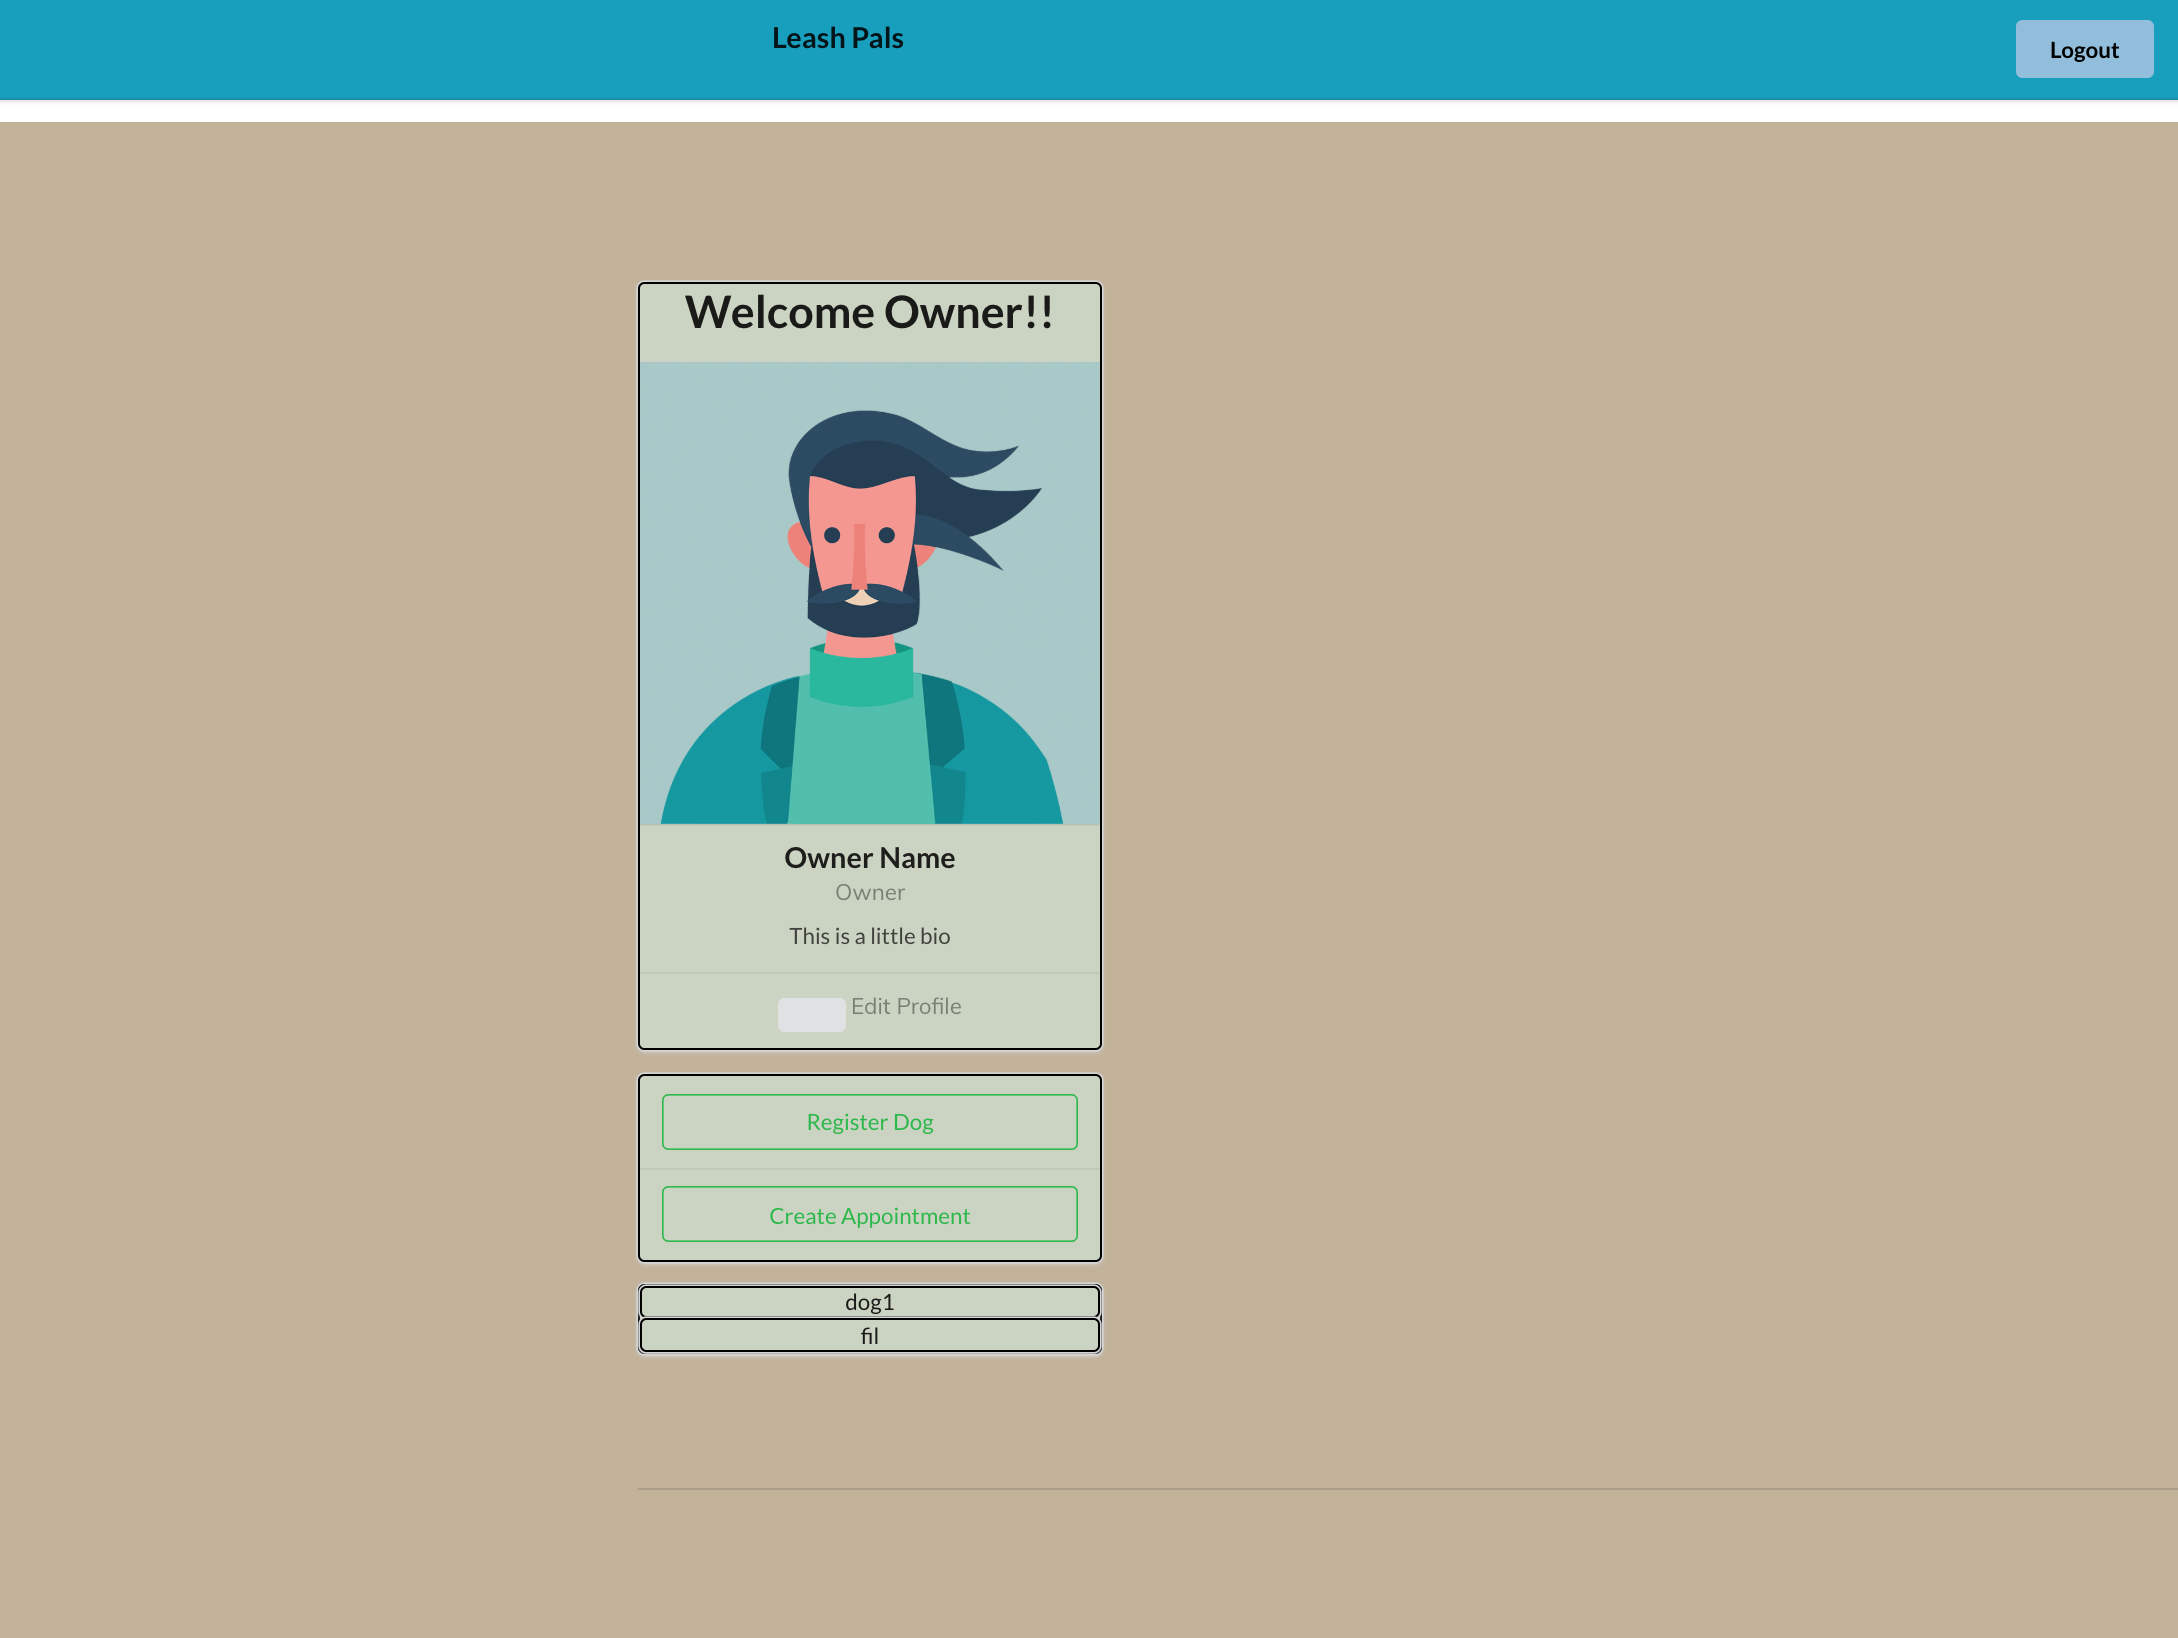 Leash Pals
Logout
Welcome Owner!!
Owner Name
Owner
This is a little bio
Edit Profile
Register Dog
Create Appointment
dog1
fil